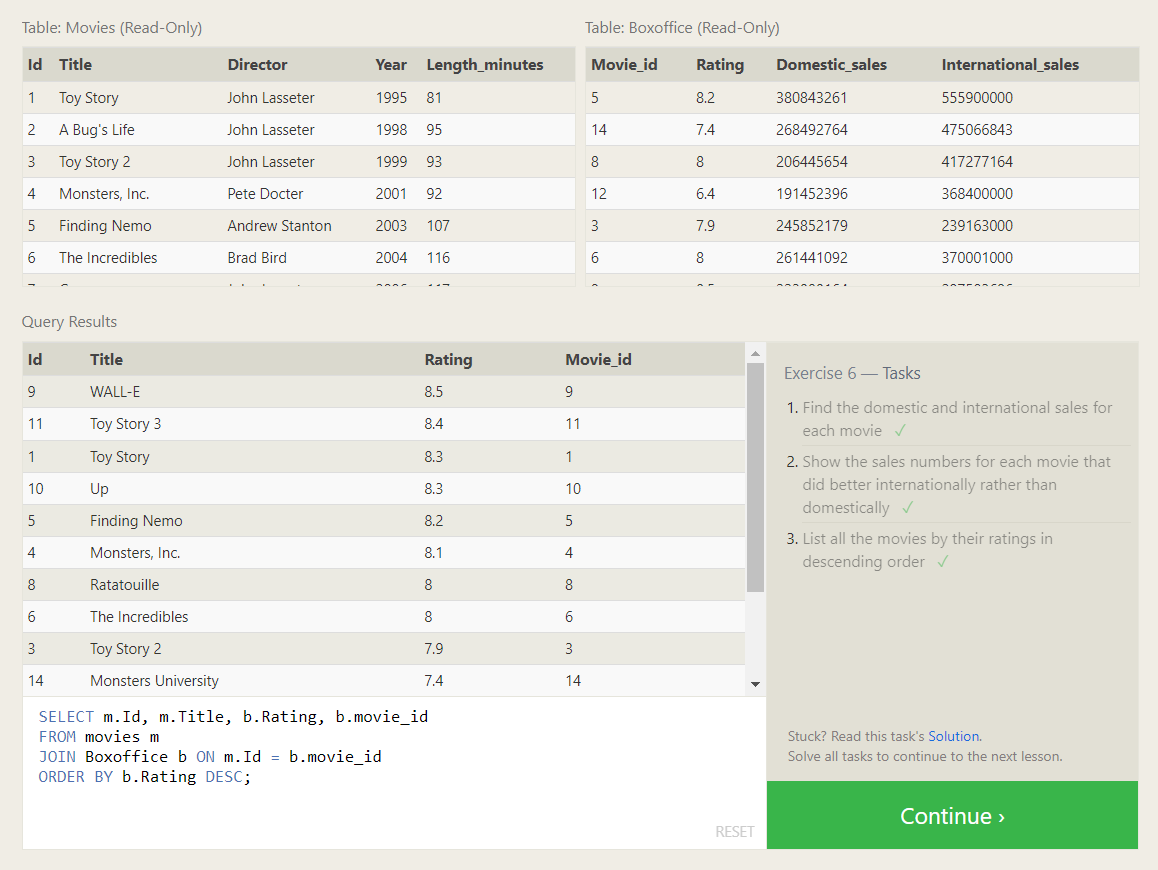 Table: Movies (Read-Only)
Id Title Director Year Length_minutes
1 Toy Story John Lasseter 1995 81
2 A Bug's Life John Lasseter 1998 95
3 Toy Story 2 John Lasseter 1999 93
4 Monsters, Inc. Pete Docter 2001 92
5 Finding Nemo Andrew Stanton 2003 107
6 The Incredibles Brad Bird 2004 116
Table: Boxoffice (Read-Only)
Movie_id Rating Domestic_sales International_sales
5 8.2 380843261 555900000
14 7.4 268492764 475066843
8 8 206445654 417277164
12 6.4 191452396 368400000
3 7.9 245852179 239163000
6 8 261441092 370001000
Query Results
Id Title Rating Movie_id
9 WALL-E 8.5 9
11 Toy Story 3 8.4 11
1 Toy Story 8.3 1
10 Up 8.3 10
5 Finding Nemo 8.2 5
4 Monsters, Inc. 8.1 4
8 Ratatouille 8 8
6 The Incredibles 8 6
3 Toy Story 2 7.9 3
14 Monsters University 7.4 14
SELECT m.Id, m.Title, b.Rating, b.movie_id
FROM movies m
JOIN Boxoffice b ON m.Id = b.movie_id
ORDER BY b.Rating DESC;
RESET
Exercise 6 — Tasks
1. Find the domestic and international sales for
each movie ✓
2. Show the sales numbers for each movie that
did better internationally rather than
domestically ✓
3. List all the movies by their ratings in
descending order ✓
Stuck? Read this task's Solution.
Solve all tasks to continue to the next lesson.
Continue ›